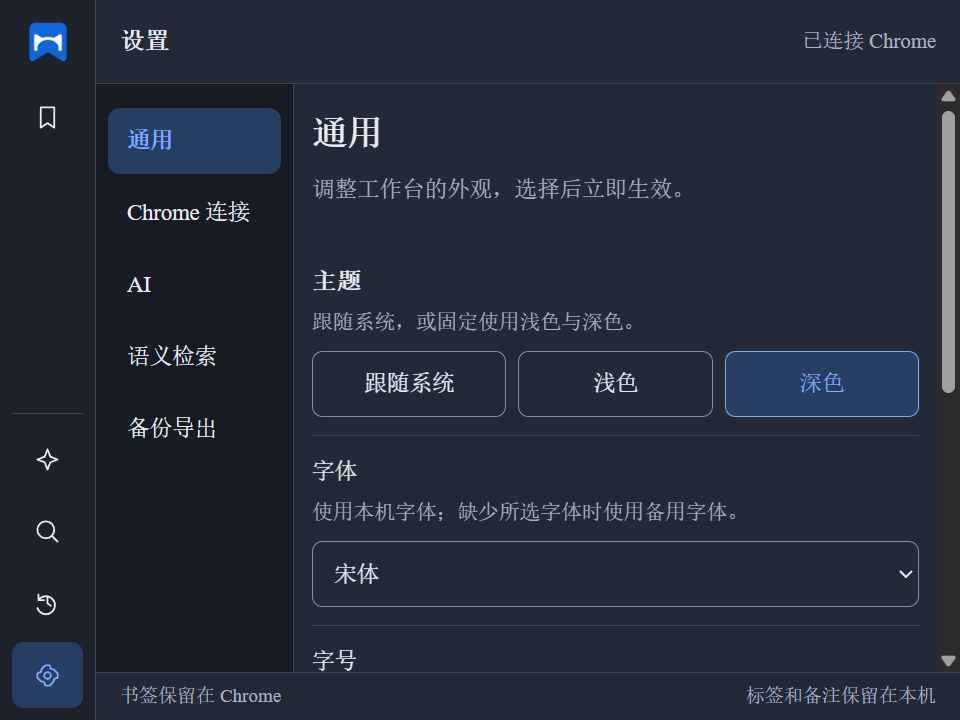 设置
已连接 Chrome
通用
Chrome 连接
AI
语义检索
备份导出
通用
调整工作台的外观，选择后立即生效。
主题
跟随系统，或固定使用浅色与深色。
跟随系统
浅色
深色
字体
使用本机字体；缺少所选字体时使用备用字体。
宋体
字号
书签保留在 Chrome
标签和备注保留在本机